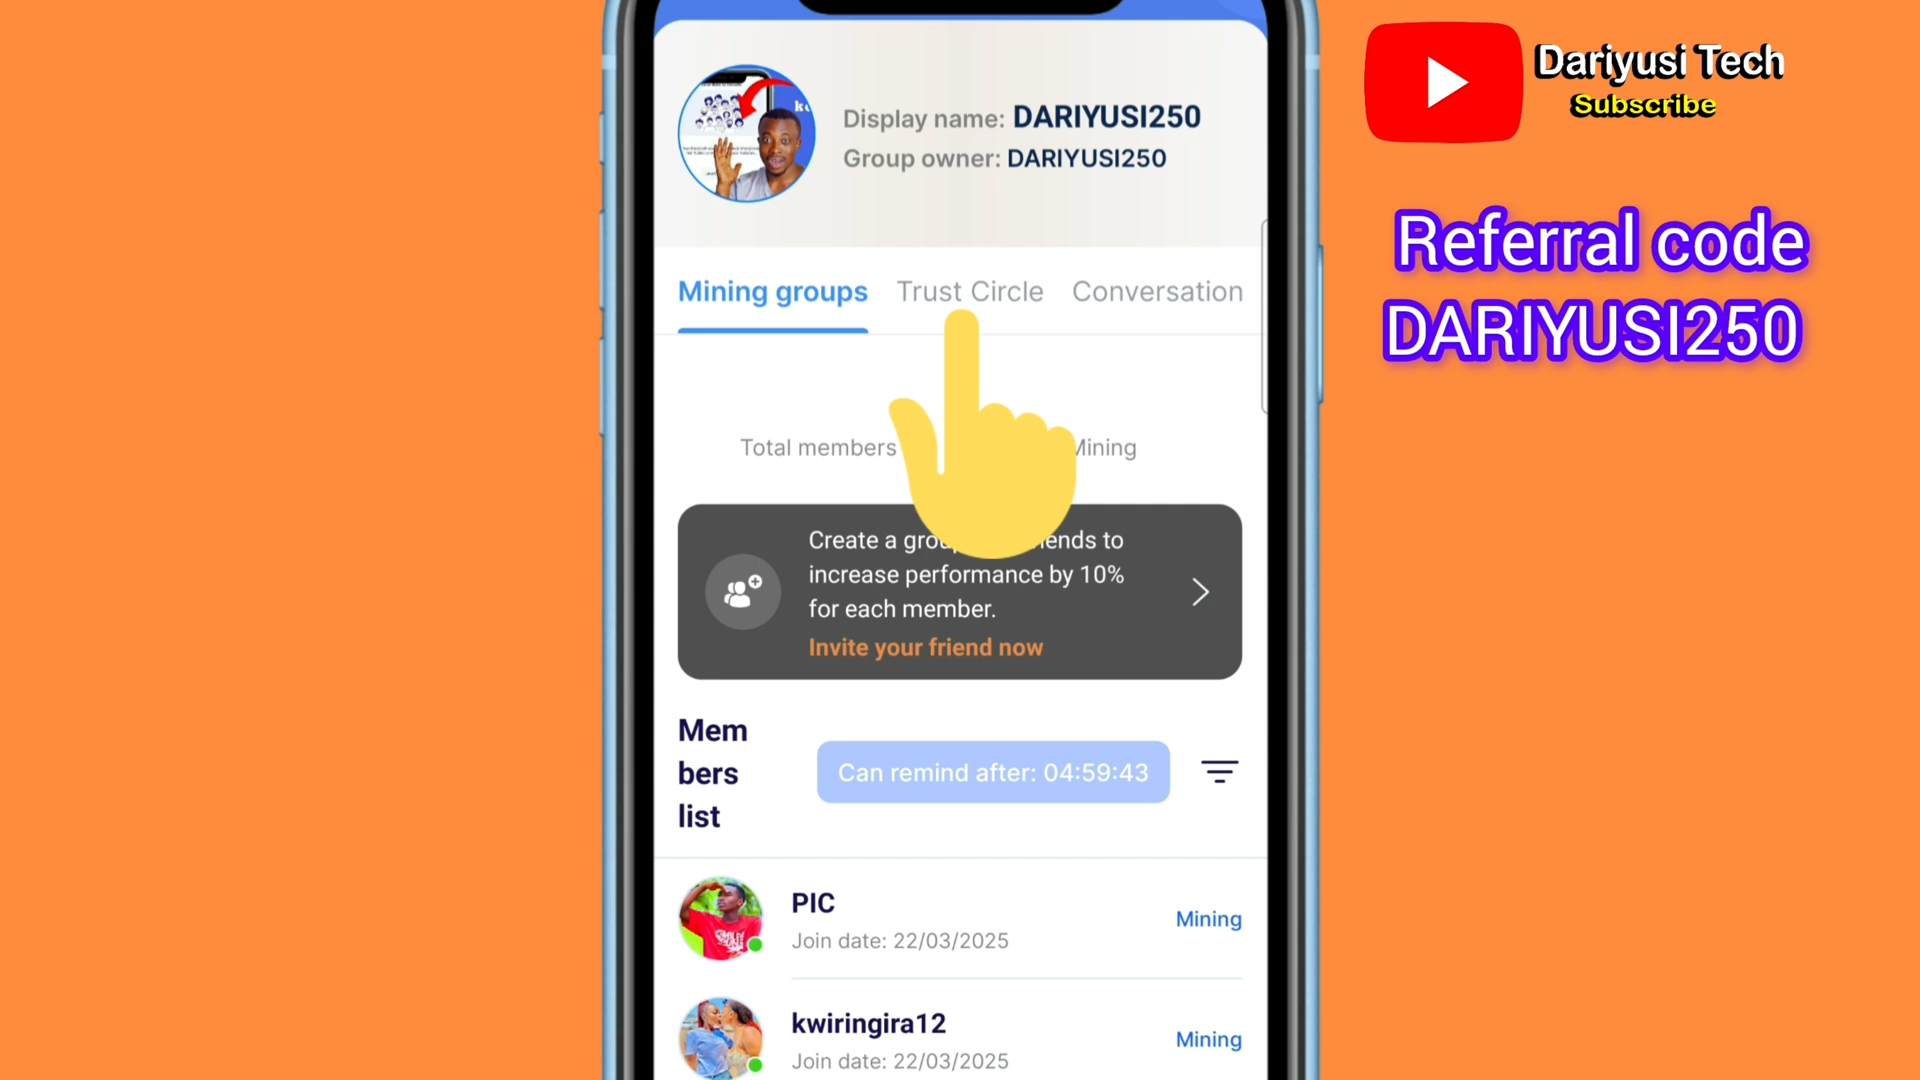 Dariyusi Tech
Subscribe
Referral code
DARIYUSI250
Display name: DARIYUSI250
Group owner: DARIYUSI250
Mining groups
Trust Circle
Conversation
Total members
Mining
Create a
to
increase performance by 10%
for each member.
Invite your friend now
Mem
bers
list
Can remind after: 04:59:43
PIC
Join date: 22/03/2025
Mining
kwiringira12
Join date: 22/03/2025
Mining